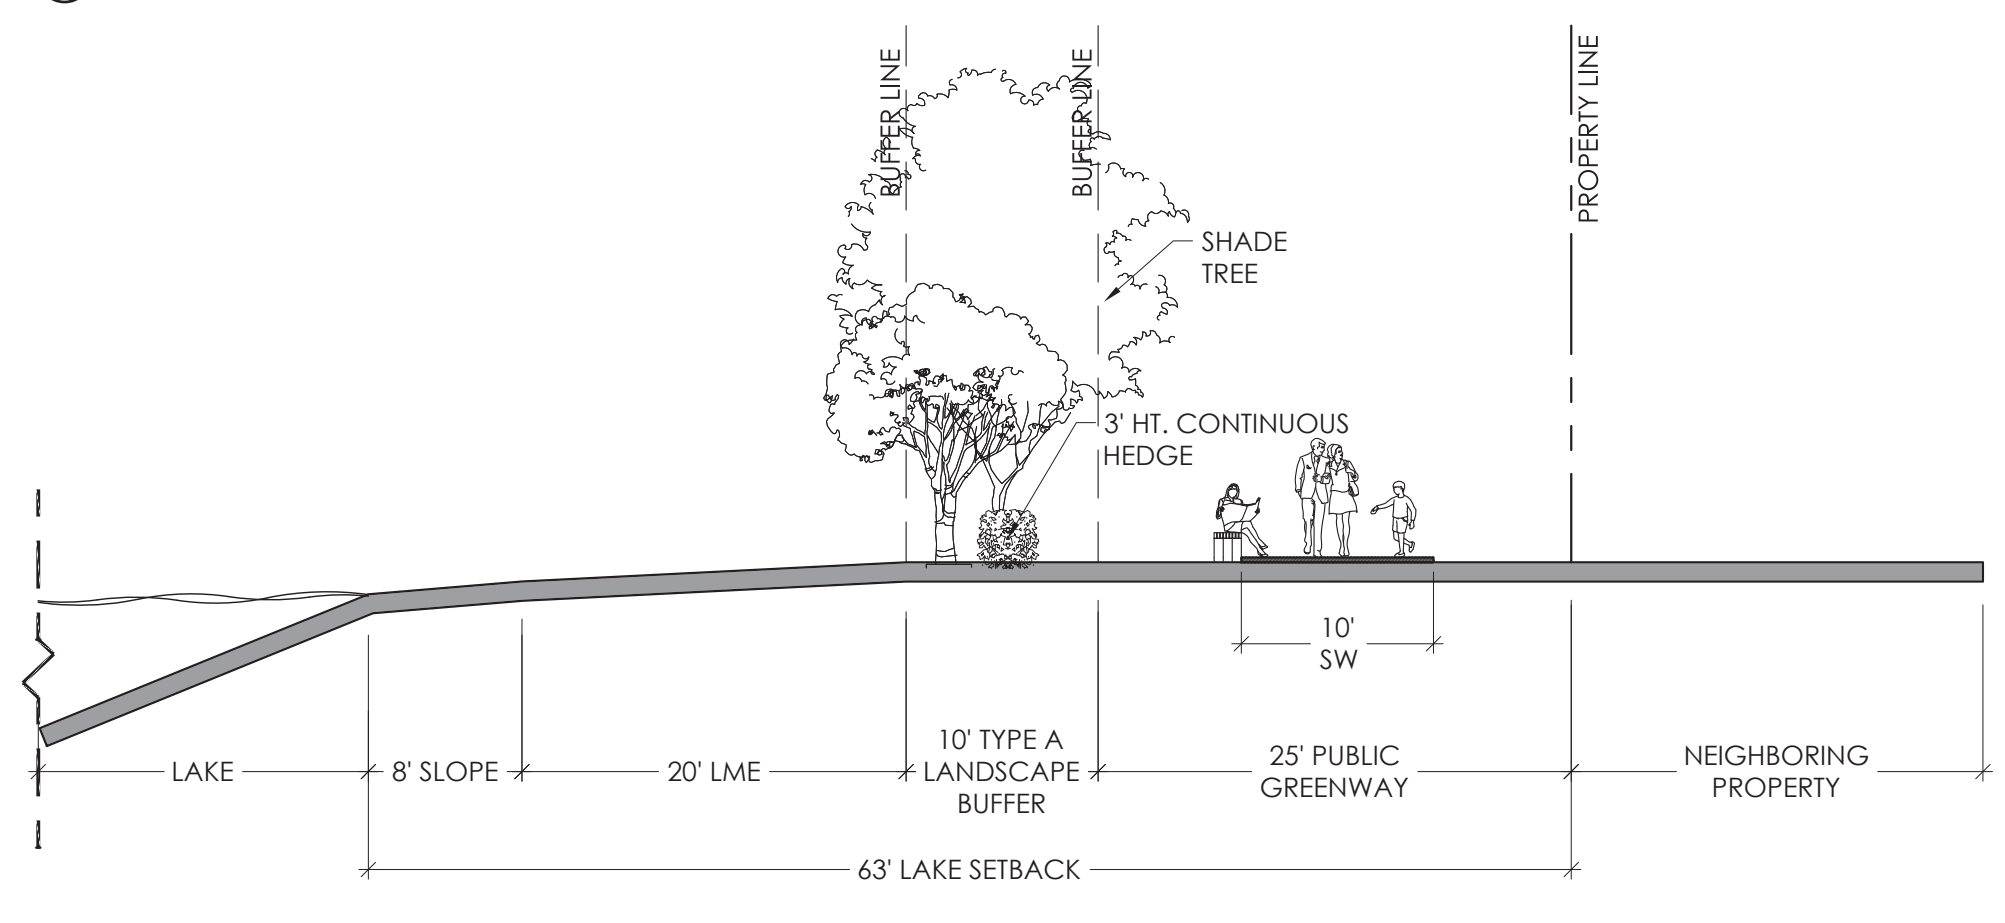 BUFFER LINE
BUFFER LINE
PROPERTY LINE
SHADE
TREE
3' HT. CONTINUOUS
HEDGE
10'
SW
LAKE
8' SLOPE
20' LME
10' TYPE A
LANDSCAPE
BUFFER
25' PUBLIC
GREENWAY
NEIGHBORING
PROPERTY
63' LAKE SETBACK